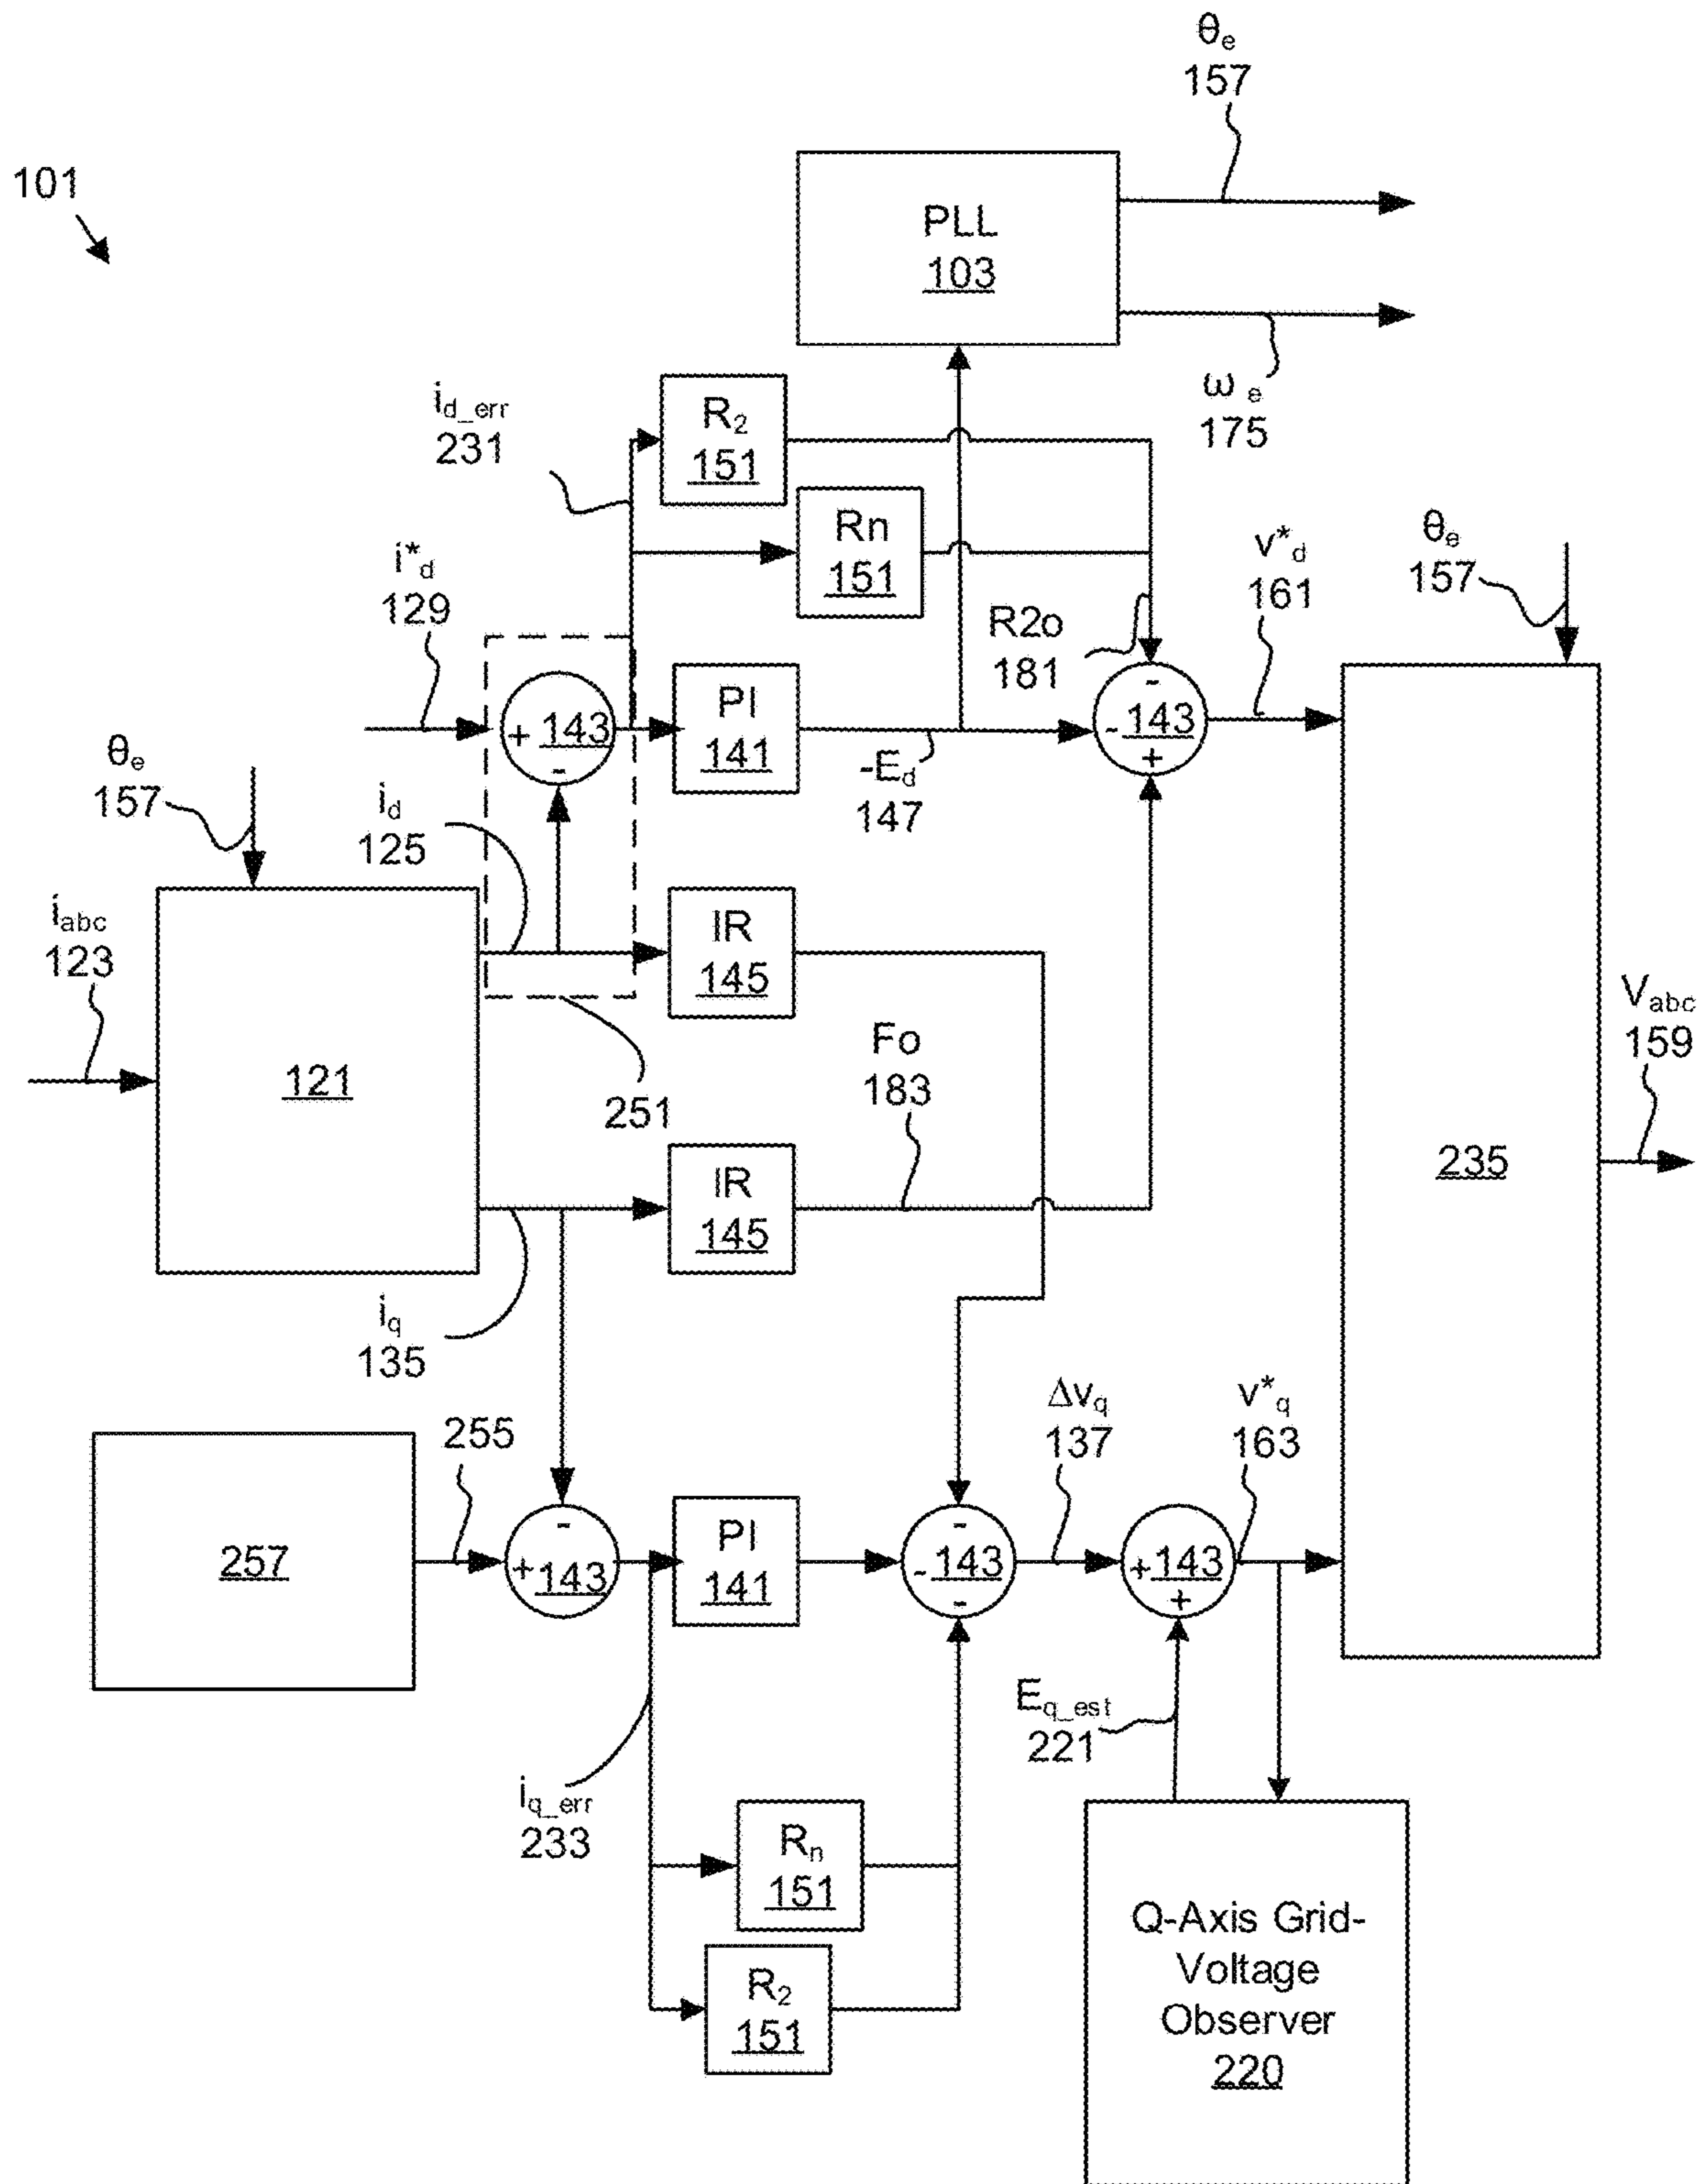 θe
157
101
PLL
103
ωe
175
id_err
231
R2
151
Rn
151
i*d
129
R2o
181
v*d
161
θe
157
+ 143
-
PI
141
-Ed
147
-
- 143
+
θe
157
id
125
iabc
123
121
IR
145
251
Fo
183
IR
145
235
Vabc
159
iq
135
257
255
-
+ 143
PI
141
-
- 143
-
Δvq
137
v*q
163
+ 143
+
Eq_est
221
iq_err
233
Rn
151
R2
151
Q-Axis Grid-
Voltage
Observer
220